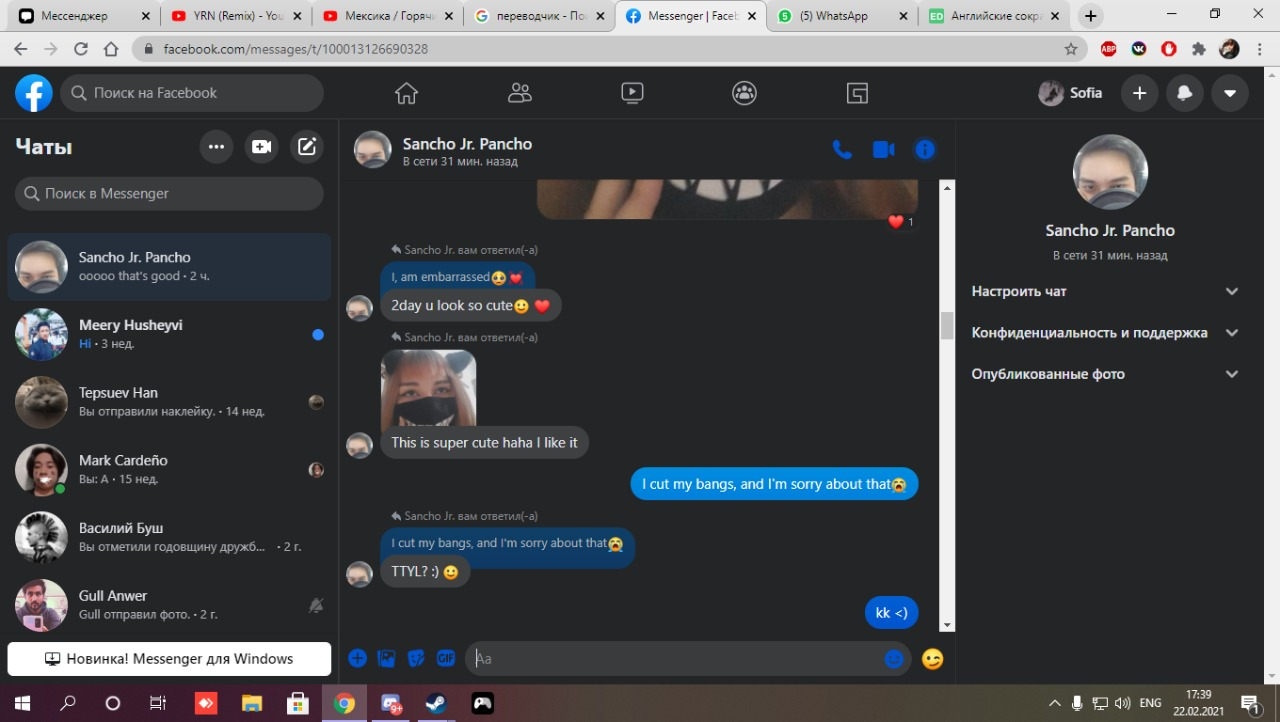 Мессенджер
YRN (Remix) - You
Мексика / Горячи
переводчик - По
Messenger | Faceb
(5) WhatsApp
Английские сокра
facebook.com/messages/t/100013126690328
ABP
Поиск на Facebook
Sofia
Чаты
Поиск в Messenger
Sancho Jr. Pancho
ooooo that's good · 2 ч.
Meery Husheyvi
Hi · 3 нед.
Tepsuev Han
Вы отправили наклейку. · 14 нед.
Mark Cardeño
Вы: A · 15 нед.
Василий Буш
Вы отметили годовщину дружб... · 2 г.
Gull Anwer
Gull отправил фото. · 2 г.
Новинка! Messenger для Windows
Sancho Jr. Pancho
В сети 31 мин. назад
❤️ 1
Sancho Jr. вам ответил(-а)
I, am embarrassed🥺💓
2day u look so cute🙂 ❤️
Sancho Jr. вам ответил(-а)
This is super cute haha I like it
I cut my bangs, and I'm sorry about that😭
Sancho Jr. вам ответил(-а)
I cut my bangs, and I'm sorry about that😭
TTYL? :) 🙂
kk <)
GIF
Aa
Sancho Jr. Pancho
В сети 31 мин. назад
Настроить чат
Конфиденциальность и поддержка
Опубликованные фото
9+
ENG
17:39
22.02.2021
1